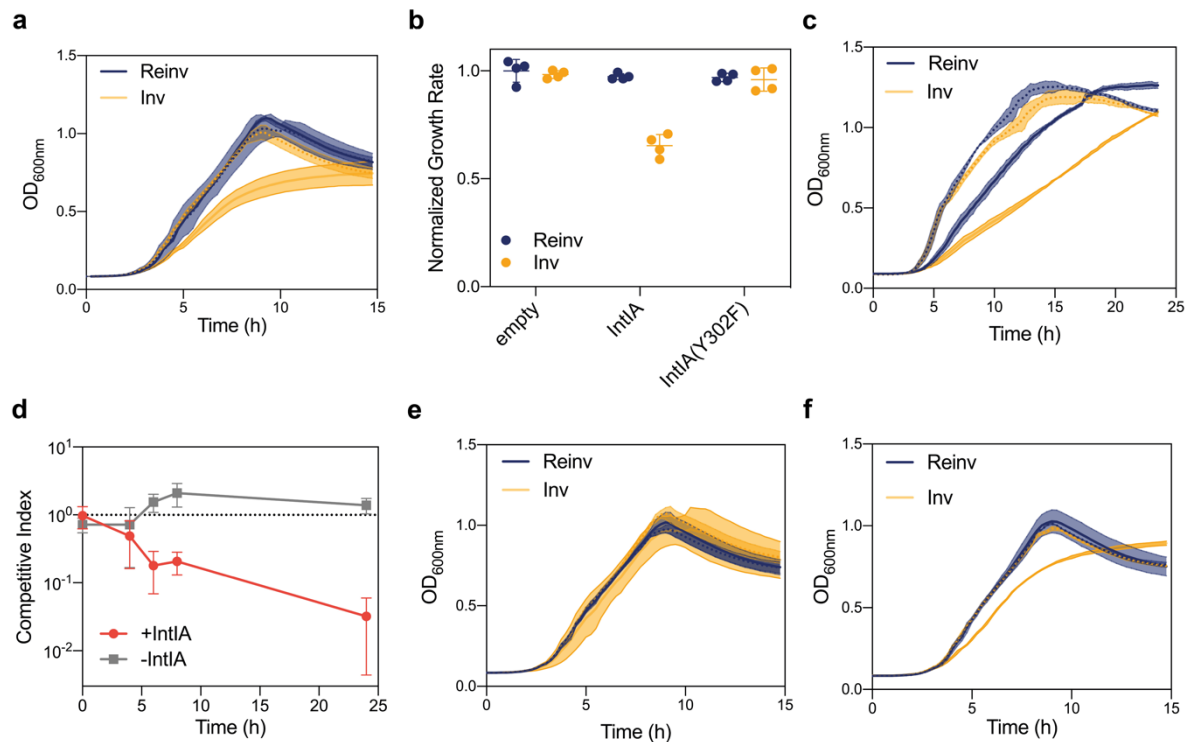 a
1.5
1.0
0.5
0.0
OD600nm
Reinv
Inv
0
5
10
15
Time (h)
b
1.0
0.5
0.0
Normalized Growth Rate
Reinv
Inv
empty
IntIA
IntIA(Y302F)
c
1.5
1.0
0.5
0.0
OD600nm
Reinv
Inv
0
5
10
15
20
25
Time (h)
d
10^1
10^0
10^-1
10^-2
Competitive Index
+IntIA
-IntIA
0
5
10
15
20
25
Time (h)
e
1.5
1.0
0.5
0.0
OD600nm
Reinv
Inv
0
5
10
15
Time (h)
f
1.5
1.0
0.5
0.0
OD600nm
Reinv
Inv
0
5
10
15
Time (h)